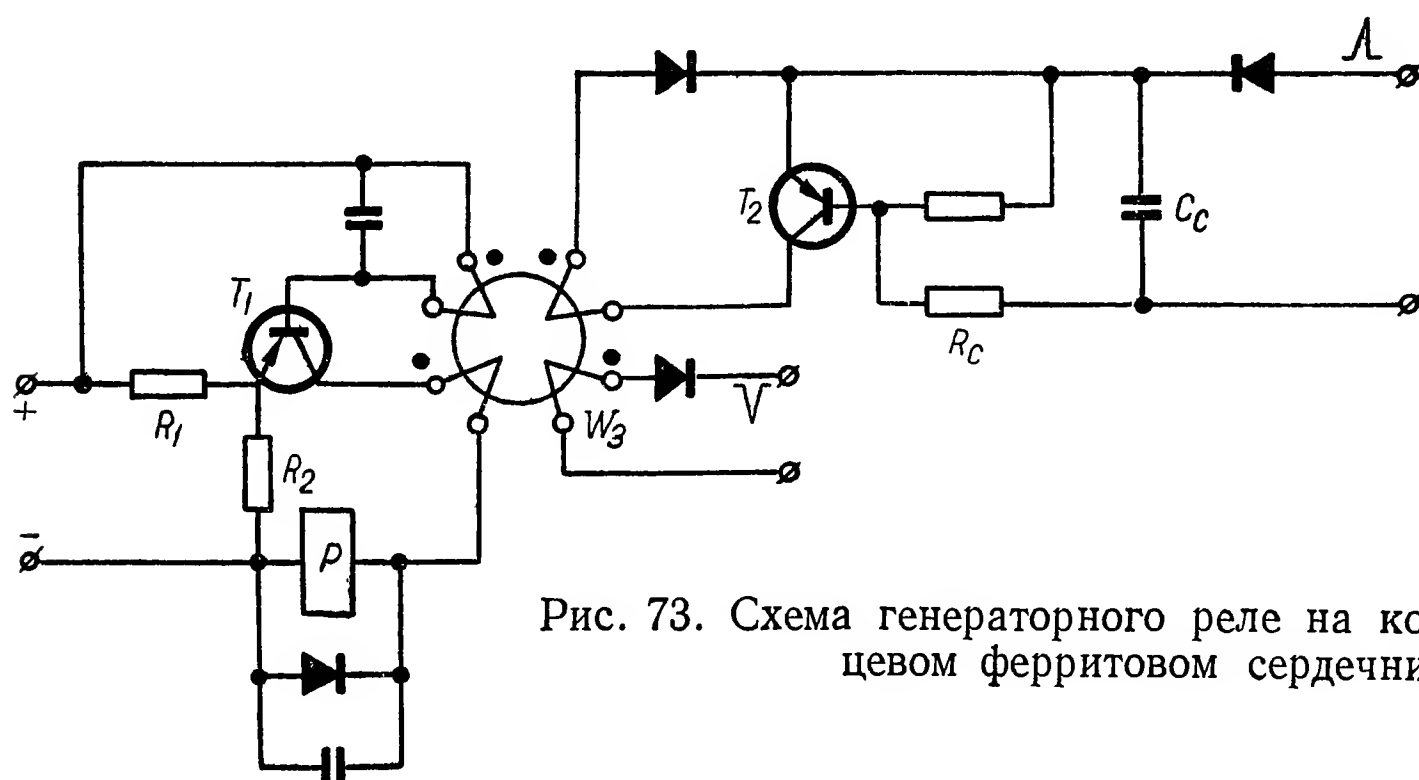 T₂
C_C
T₁
R_C
+
R₁
W₃
R₂
-
P
Рис. 73. Схема генераторного реле на ко
цевом ферритовом сердечни